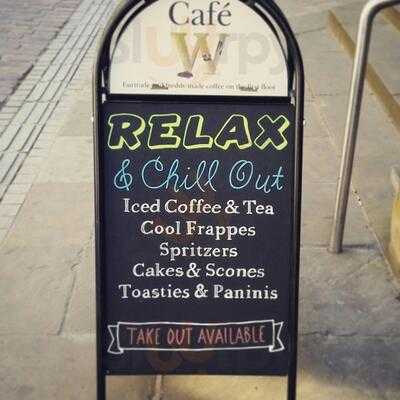 Café
W
RELAX
& Chill Out
Iced Coffee & Tea
Cool Frappes
Spritzers
Cakes & Scones
Toasties & Paninis
TAKE OUT AVAILABLE